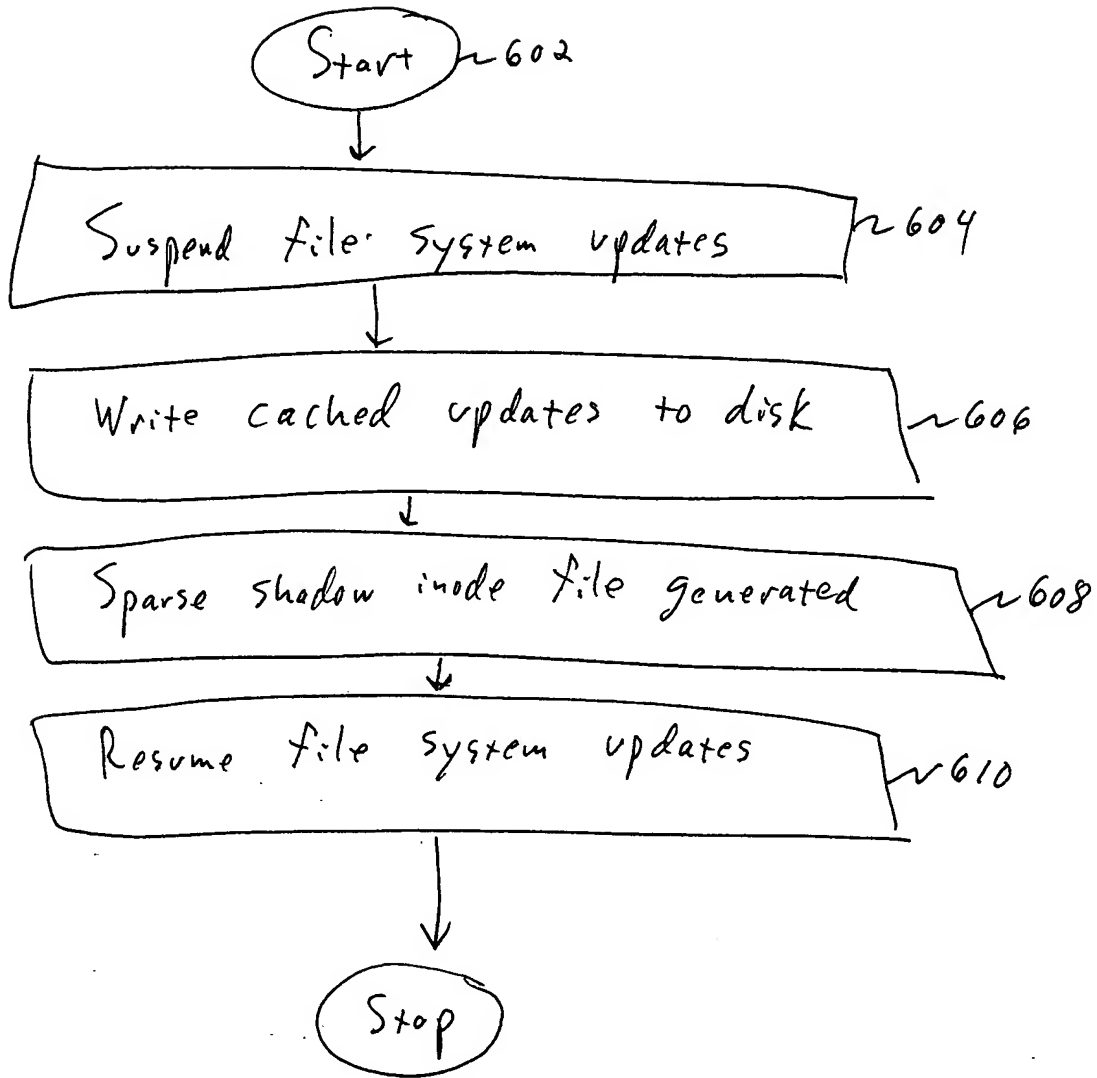 Start 602
Suspend file system updates 604
Write cached updates to disk 606
Sparse shadow inode file generated 608
Resume file system updates 610
Stop